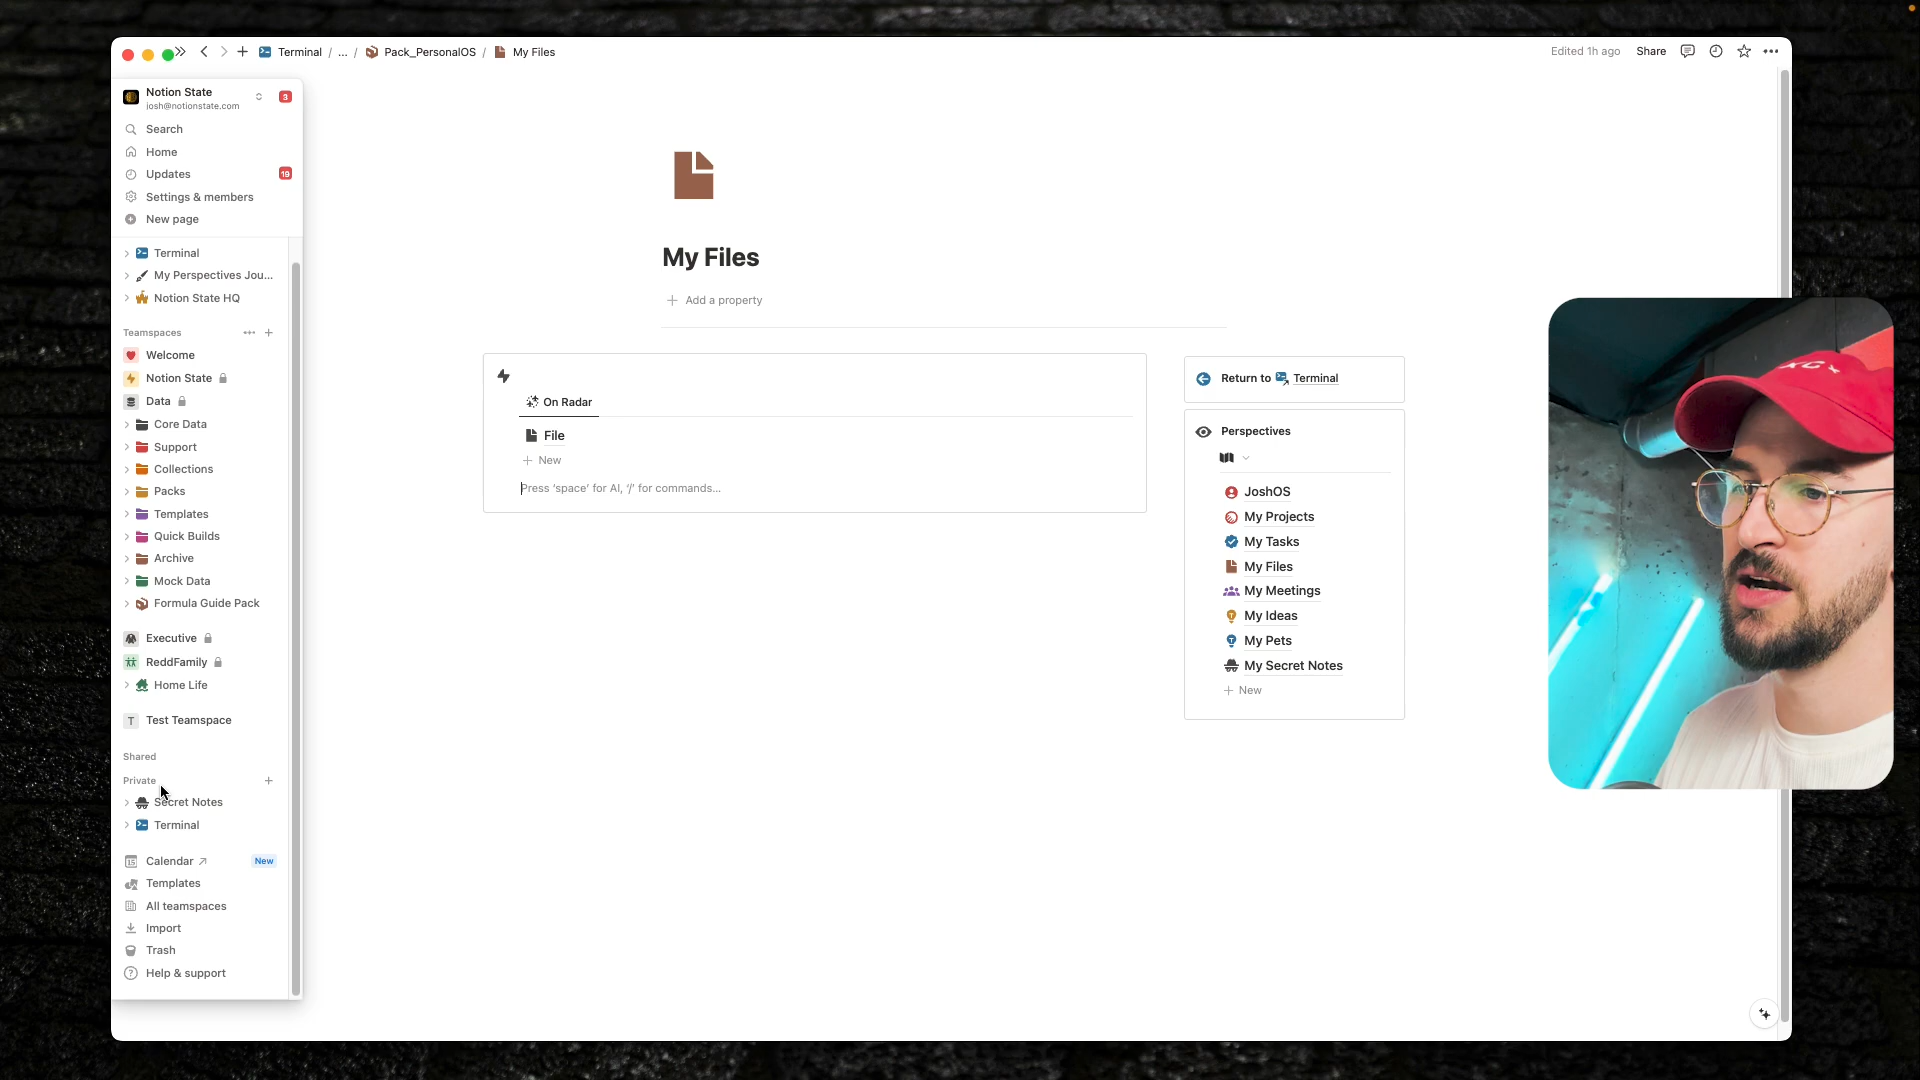 Terminal / ... / Pack_PersonalOS / My Files
Edited 1h ago Share
Notion State
josh@notionstate.com
3
Search
Home
Updates 19
Settings & members
New page
Terminal
My Perspectives Jou...
Notion State HQ
Teamspaces
Welcome
Notion State
Data
Core Data
Support
Collections
Packs
Templates
Quick Builds
Archive
Mock Data
Formula Guide Pack
Executive
ReddFamily
Home Life
T Test Teamspace
Shared
Private
Secret Notes
Terminal
Calendar New
Templates
All teamspaces
Import
Trash
Help & support
My Files
Add a property
On Radar
File
New
Press ‘space’ for AI, ‘/’ for commands...
Return to Terminal
Perspectives
JoshOS
My Projects
My Tasks
My Files
My Meetings
My Ideas
My Pets
My Secret Notes
New